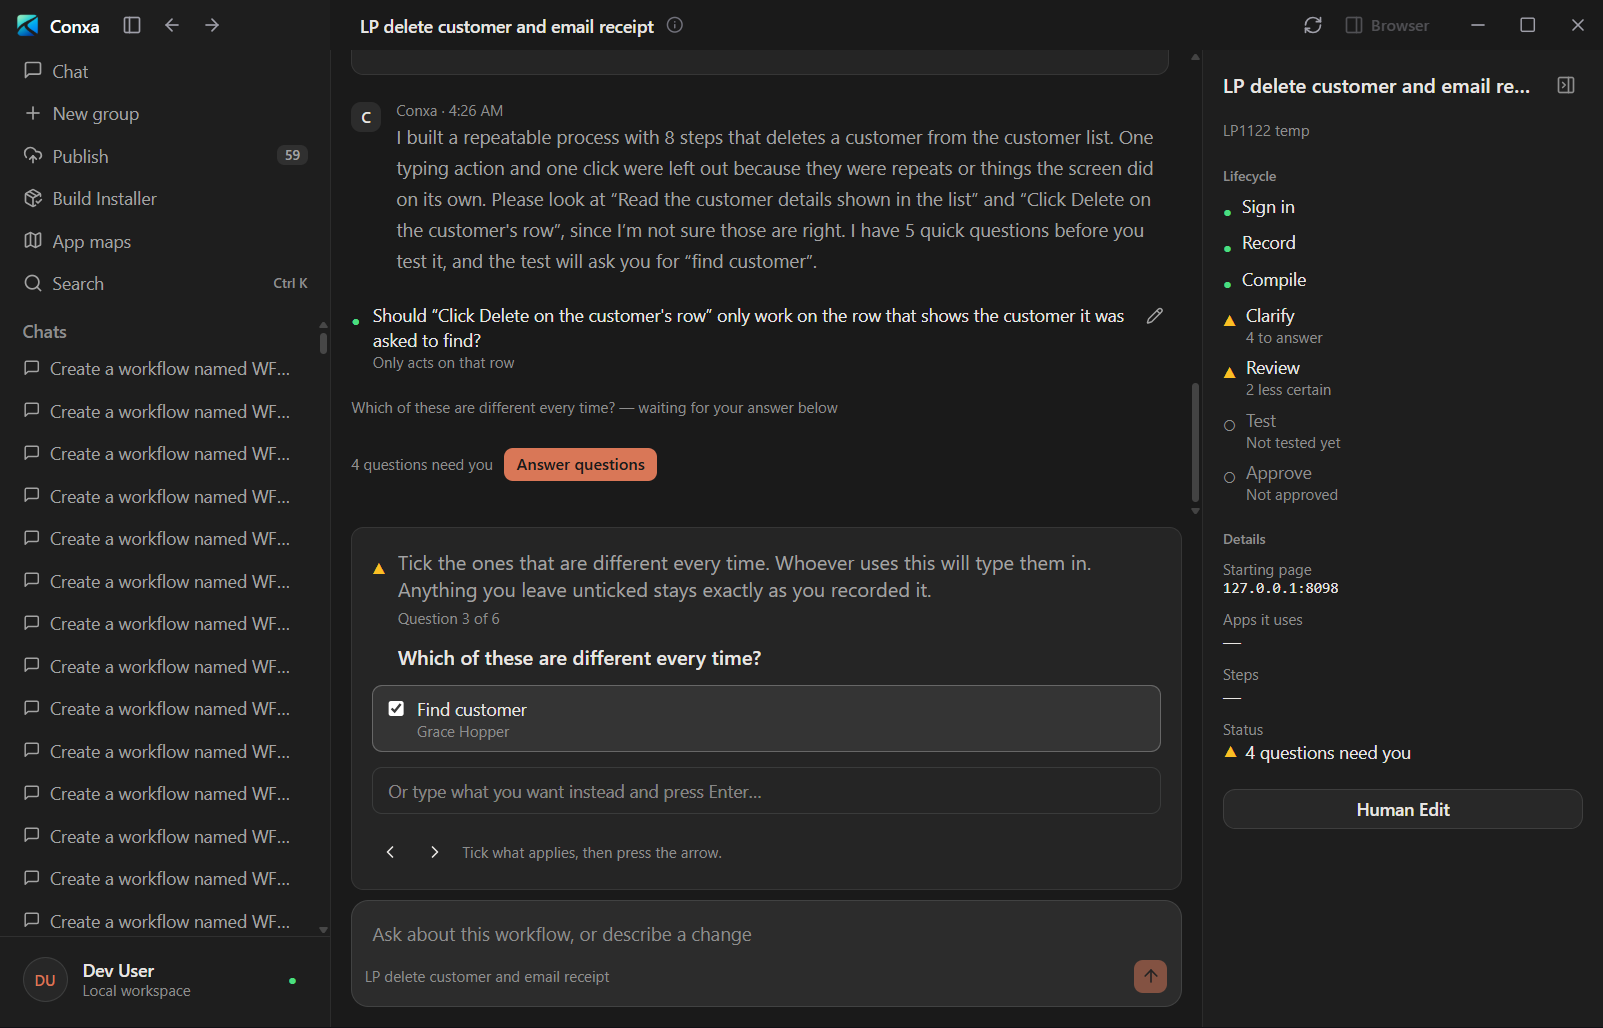 Conxa
LP delete customer and email receipt
Browser
Chat
New group
Publish
59
Build Installer
App maps
Search
Ctrl K
Chats
Create a workflow named WF...
Create a workflow named WF...
Create a workflow named WF...
Create a workflow named WF...
Create a workflow named WF...
Create a workflow named WF...
Create a workflow named WF...
Create a workflow named WF...
Create a workflow named WF...
Create a workflow named WF...
Create a workflow named WF...
Create a workflow named WF...
Create a workflow named WF...
Create a workflow named WF...
DU
Dev User
Local workspace
C
Conxa · 4:26 AM
I built a repeatable process with 8 steps that deletes a customer from the customer list. One
typing action and one click were left out because they were repeats or things the screen did
on its own. Please look at “Read the customer details shown in the list” and “Click Delete on
the customer's row”, since I’m not sure those are right. I have 5 quick questions before you
test it, and the test will ask you for “find customer”.
Should “Click Delete on the customer's row” only work on the row that shows the customer it was
asked to find?
Only acts on that row
Which of these are different every time? — waiting for your answer below
4 questions need you
Answer questions
Tick the ones that are different every time. Whoever uses this will type them in.
Anything you leave unticked stays exactly as you recorded it.
Question 3 of 6
Which of these are different every time?
Find customer
Grace Hopper
Or type what you want instead and press Enter...
Tick what applies, then press the arrow.
Ask about this workflow, or describe a change
LP delete customer and email receipt
LP delete customer and email re...
LP1122 temp
Lifecycle
Sign in
Record
Compile
Clarify
4 to answer
Review
2 less certain
Test
Not tested yet
Approve
Not approved
Details
Starting page
127.0.0.1:8098
Apps it uses
—
Steps
—
Status
4 questions need you
Human Edit